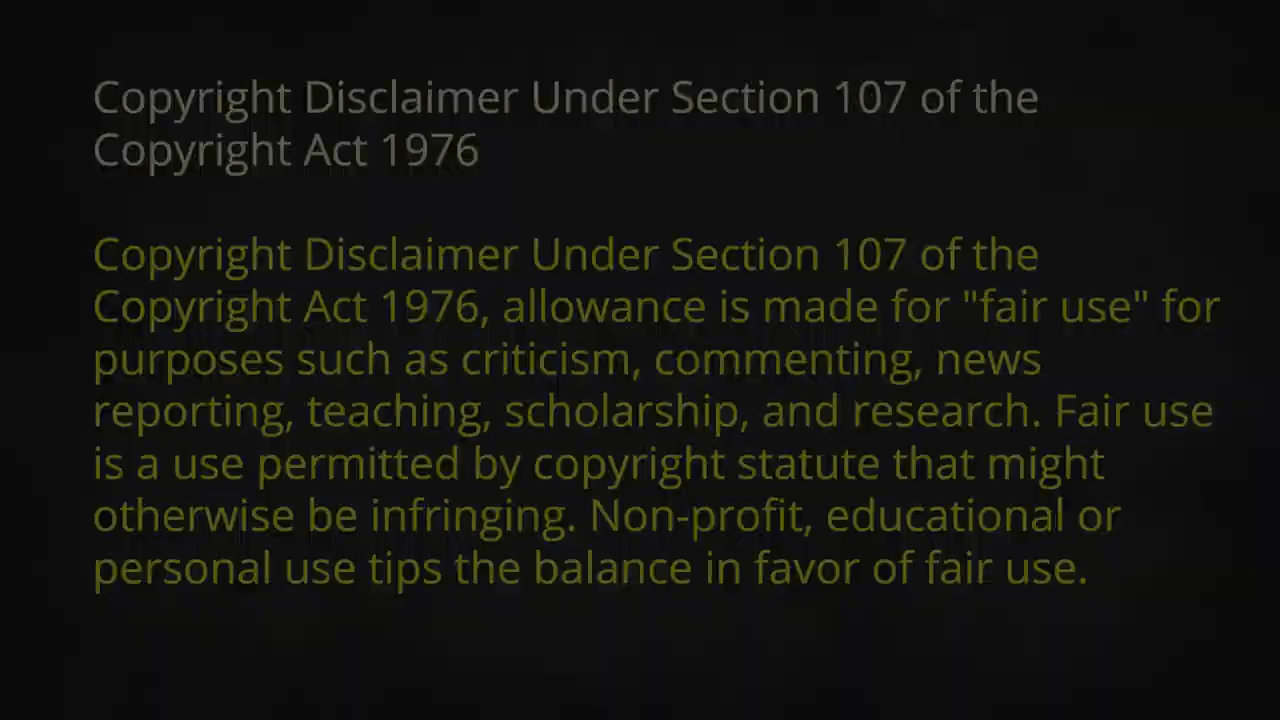 Copyright Disclaimer Under Section 107 of the
Copyright Act 1976
Copyright Disclaimer Under Section 107 of the
Copyright Act 1976, allowance is made for "fair use" for
purposes such as criticism, commenting, news
reporting, teaching, scholarship, and research. Fair use
is a use permitted by copyright statute that might
otherwise be infringing. Non-profit, educational or
personal use tips the balance in favor of fair use.